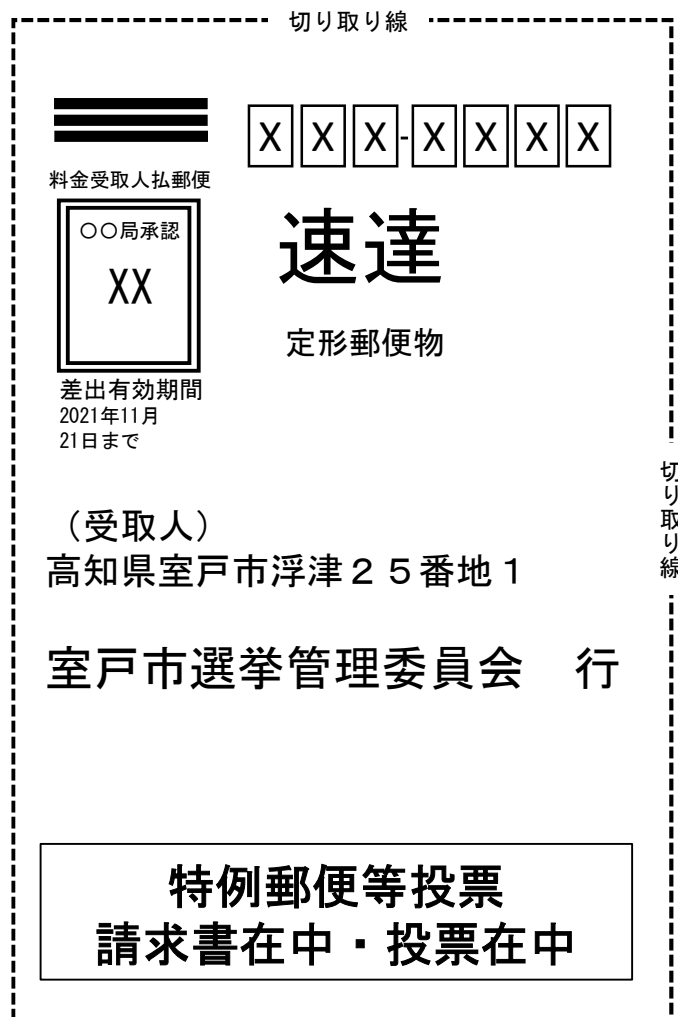 切り取り線
XXX-XXXX
料金受取人払郵便
〇〇局承認
XX
速達
定形郵便物
差出有効期間
2021年11月
21日まで
切り取り線
（受取人）
高知県室戸市浮津２５番地１
室戸市選挙管理委員会　行
特例郵便等投票
請求書在中・投票在中